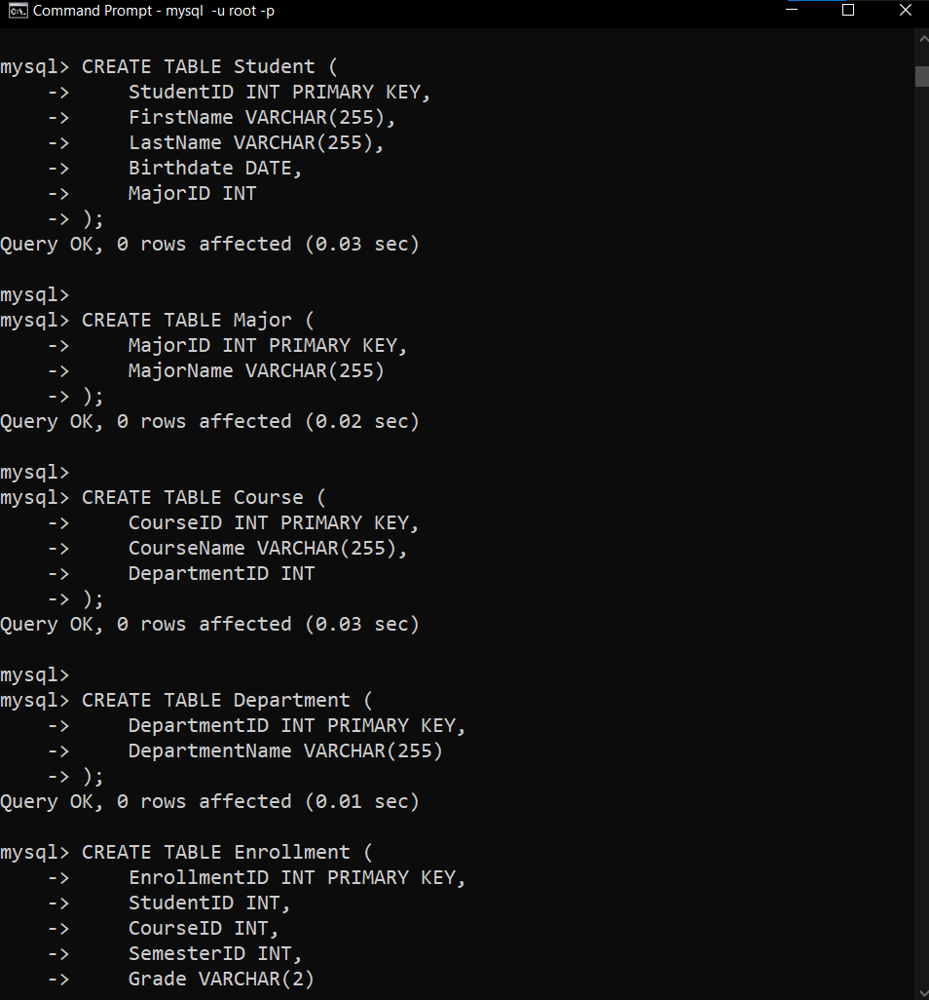 Command Prompt - mysql  -u root -p
mysql> CREATE TABLE Student (
    ->     StudentID INT PRIMARY KEY,
    ->     FirstName VARCHAR(255),
    ->     LastName VARCHAR(255),
    ->     Birthdate DATE,
    ->     MajorID INT
    -> );
Query OK, 0 rows affected (0.03 sec)
mysql>
mysql> CREATE TABLE Major (
    ->     MajorID INT PRIMARY KEY,
    ->     MajorName VARCHAR(255)
    -> );
Query OK, 0 rows affected (0.02 sec)
mysql>
mysql> CREATE TABLE Course (
    ->     CourseID INT PRIMARY KEY,
    ->     CourseName VARCHAR(255),
    ->     DepartmentID INT
    -> );
Query OK, 0 rows affected (0.03 sec)
mysql>
mysql> CREATE TABLE Department (
    ->     DepartmentID INT PRIMARY KEY,
    ->     DepartmentName VARCHAR(255)
    -> );
Query OK, 0 rows affected (0.01 sec)
mysql> CREATE TABLE Enrollment (
    ->     EnrollmentID INT PRIMARY KEY,
    ->     StudentID INT,
    ->     CourseID INT,
    ->     SemesterID INT,
    ->     Grade VARCHAR(2)